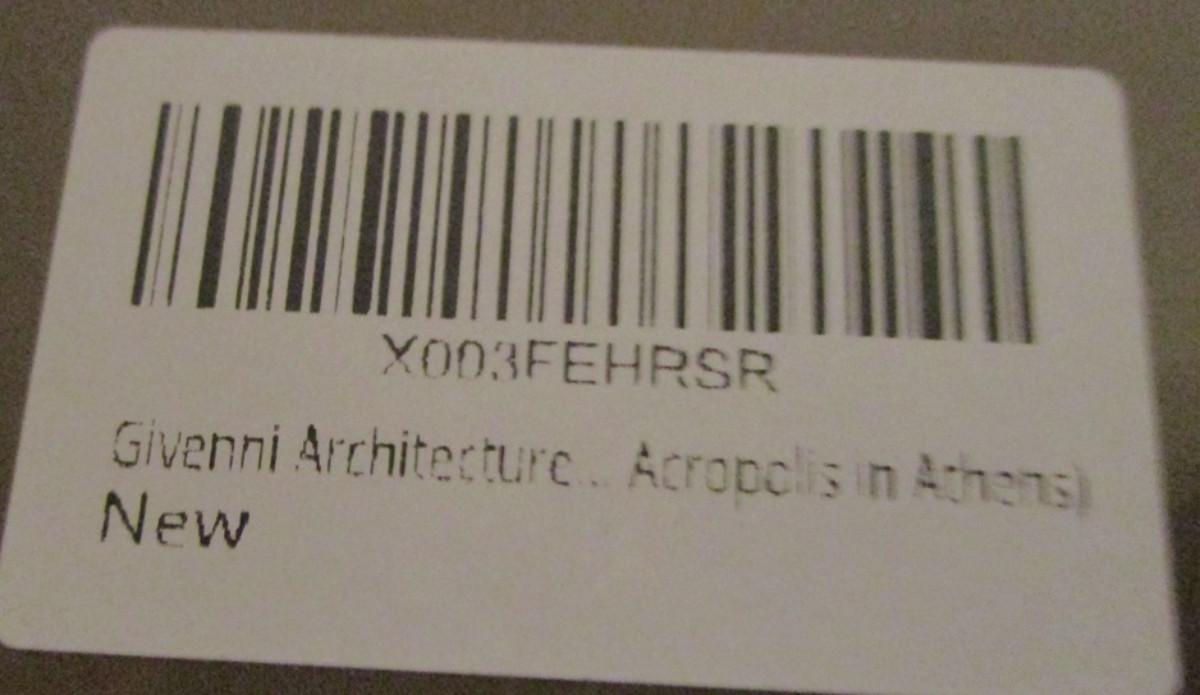 X003FEHRSR
Givenni Architecture... Acropolis in Athens)
New